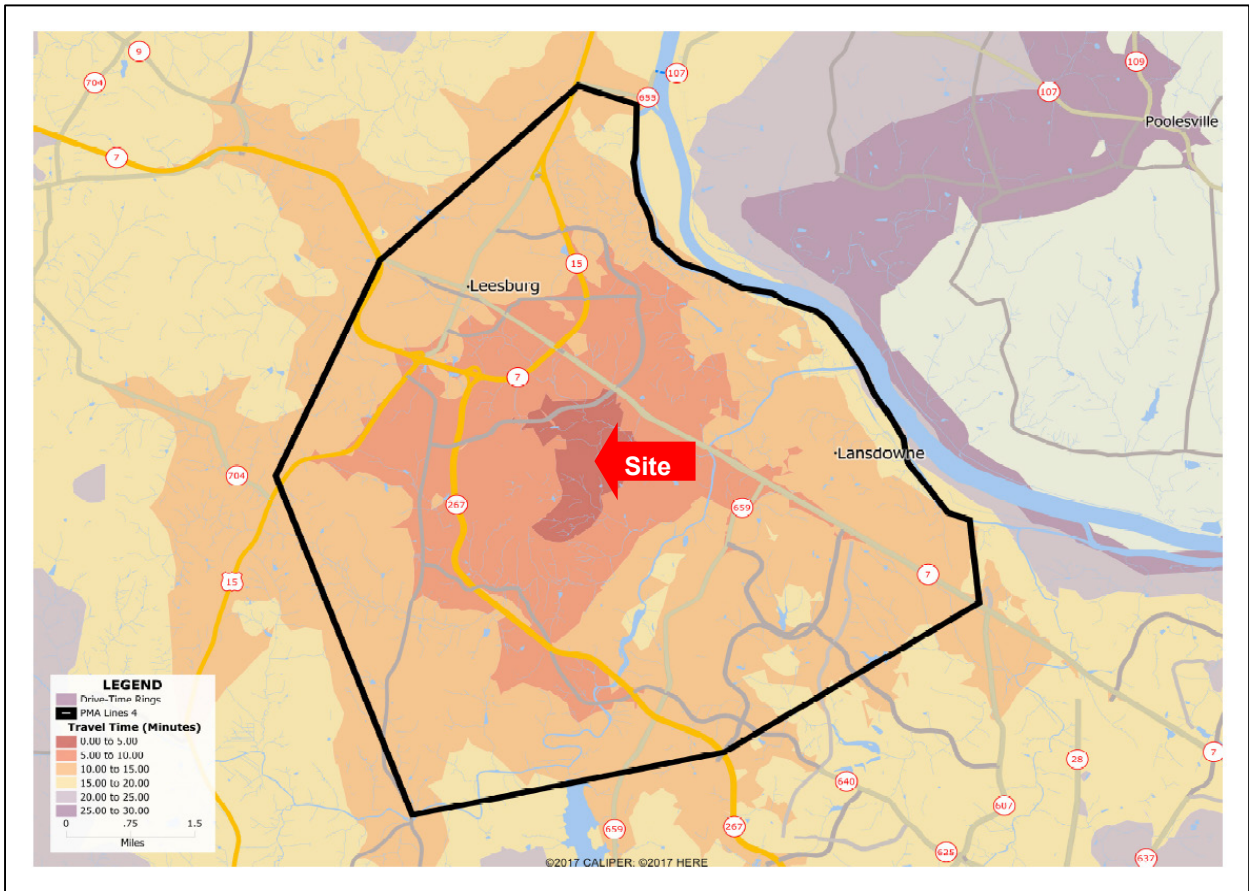 9
704
107
109
107
653
Poolesville
7
15
Leesburg
7
Site
Lansdowne
704
267
659
7
15
LEGEND
Drive-Time Rings
PMA Lines 4
Travel Time (Minutes)
0.00 to 5.00
5.00 to 10.00
10.00 to 15.00
15.00 to 20.00
20.00 to 25.00
25.00 to 30.00
0 .75 1.5
Miles
7
28
640
607
659
267
625
637
©2017 CALIPER; ©2017 HERE